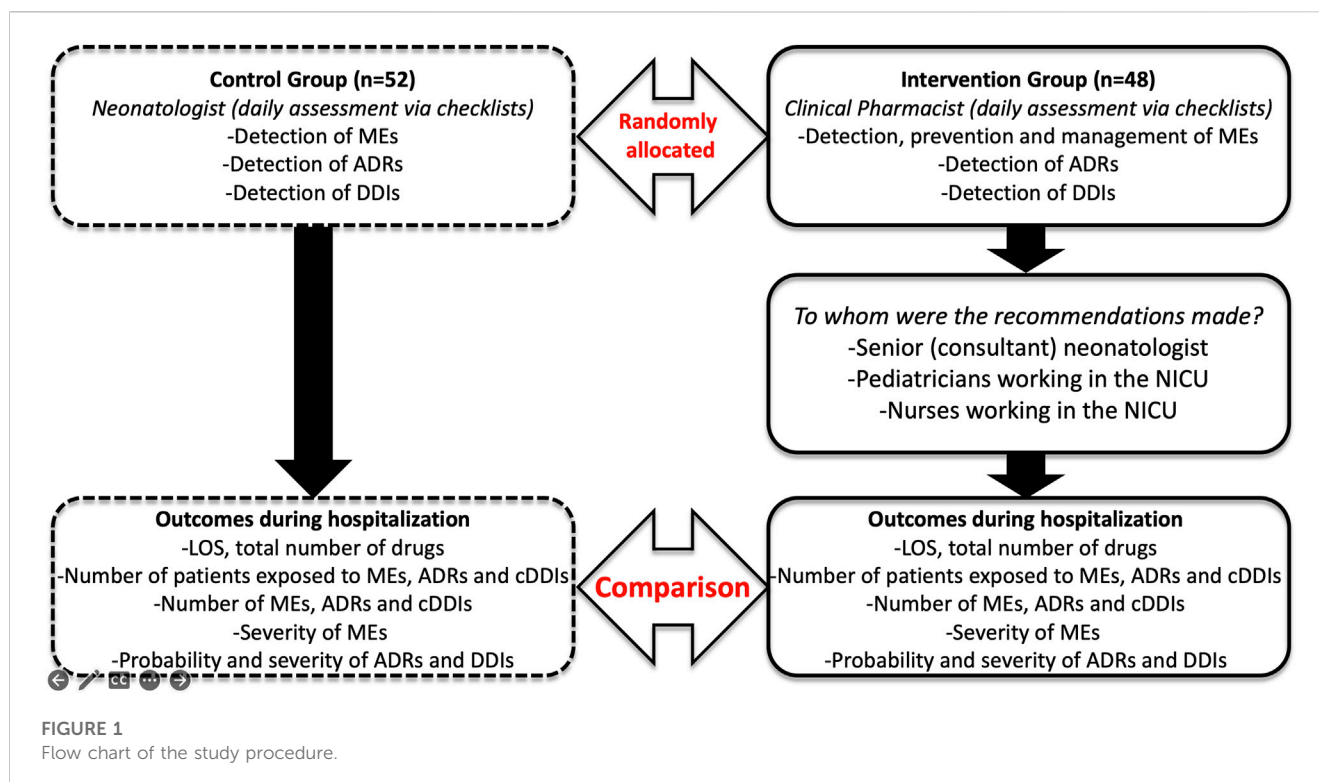 Control Group (n=52)
Neonatologist (daily assessment via checklists)
-Detection of MEs
-Detection of ADRs
-Detection of DDIs
Randomly
allocated
Intervention Group (n=48)
Clinical Pharmacist (daily assessment via checklists)
-Detection, prevention and management of MEs
-Detection of ADRs
-Detection of DDIs
To whom were the recommendations made?
-Senior (consultant) neonatologist
-Pediatricians working in the NICU
-Nurses working in the NICU
Outcomes during hospitalization
-LOS, total number of drugs
-Number of patients exposed to MEs, ADRs and cDDIs
-Number of MEs, ADRs and cDDIs
-Severity of MEs
-Probability and severity of ADRs and DDIs
CC
Comparison
Outcomes during hospitalization
-LOS, total number of drugs
-Number of patients exposed to MEs, ADRs and cDDIs
-Number of MEs, ADRs and cDDIs
-Severity of MEs
-Probability and severity of ADRs and DDIs
FIGURE 1
Flow chart of the study procedure.